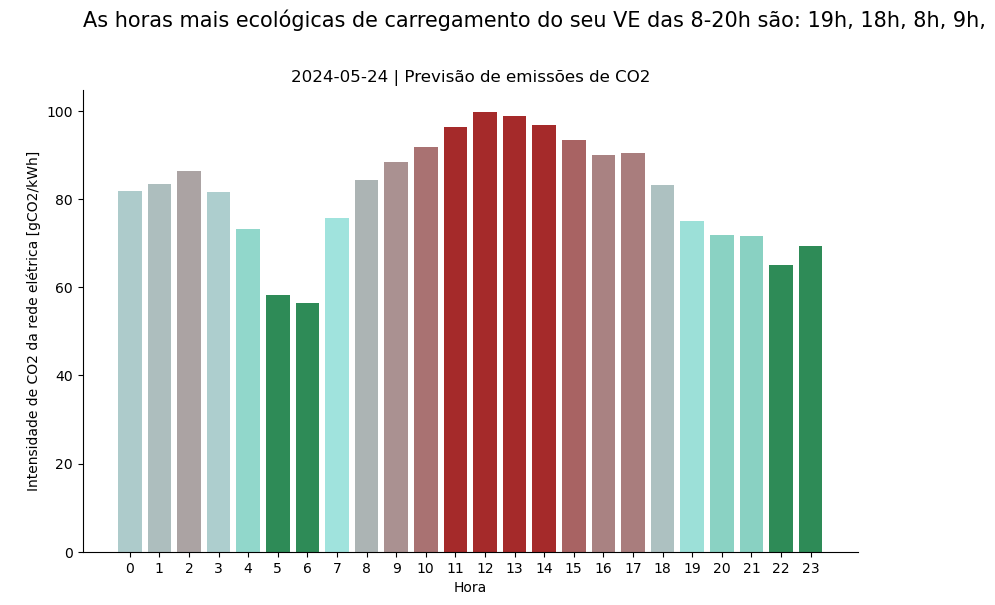 As horas mais ecológicas de carregamento do seu VE das 8-20h são: 19h, 18h, 8h, 9h,
2024-05-24 | Previsão de emissões de CO2
Intensidade de CO2 da rede elétrica [gCO2/kWh]
100
80
60
40
20
0
0 1 2 3 4 5 6 7 8 9 10 11 12 13 14 15 16 17 18 19 20 21 22 23
Hora